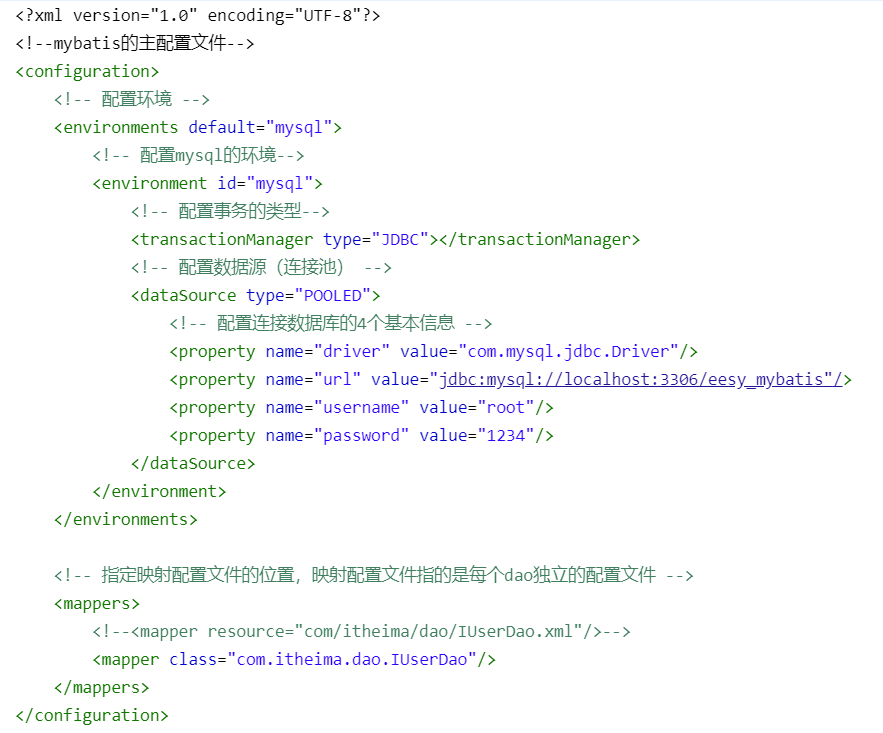 <?xml version="1.0" encoding="UTF-8"?>
<!--mybatis的主配置文件-->
<configuration>
    <!-- 配置环境 -->
    <environments default="mysql">
        <!-- 配置mysql的环境-->
        <environment id="mysql">
            <!-- 配置事务的类型-->
            <transactionManager type="JDBC"></transactionManager>
            <!-- 配置数据源（连接池） -->
            <dataSource type="POOLED">
                <!-- 配置连接数据库的4个基本信息 -->
                <property name="driver" value="com.mysql.jdbc.Driver"/>
                <property name="url" value="jdbc:mysql://localhost:3306/eesy_mybatis"/>
                <property name="username" value="root"/>
                <property name="password" value="1234"/>
            </dataSource>
        </environment>
    </environments>

    <!-- 指定映射配置文件的位置，映射配置文件指的是每个dao独立的配置文件 -->
    <mappers>
        <!--<mapper resource="com/itheima/dao/IUserDao.xml"/>-->
        <mapper class="com.itheima.dao.IUserDao"/>
    </mappers>
</configuration>